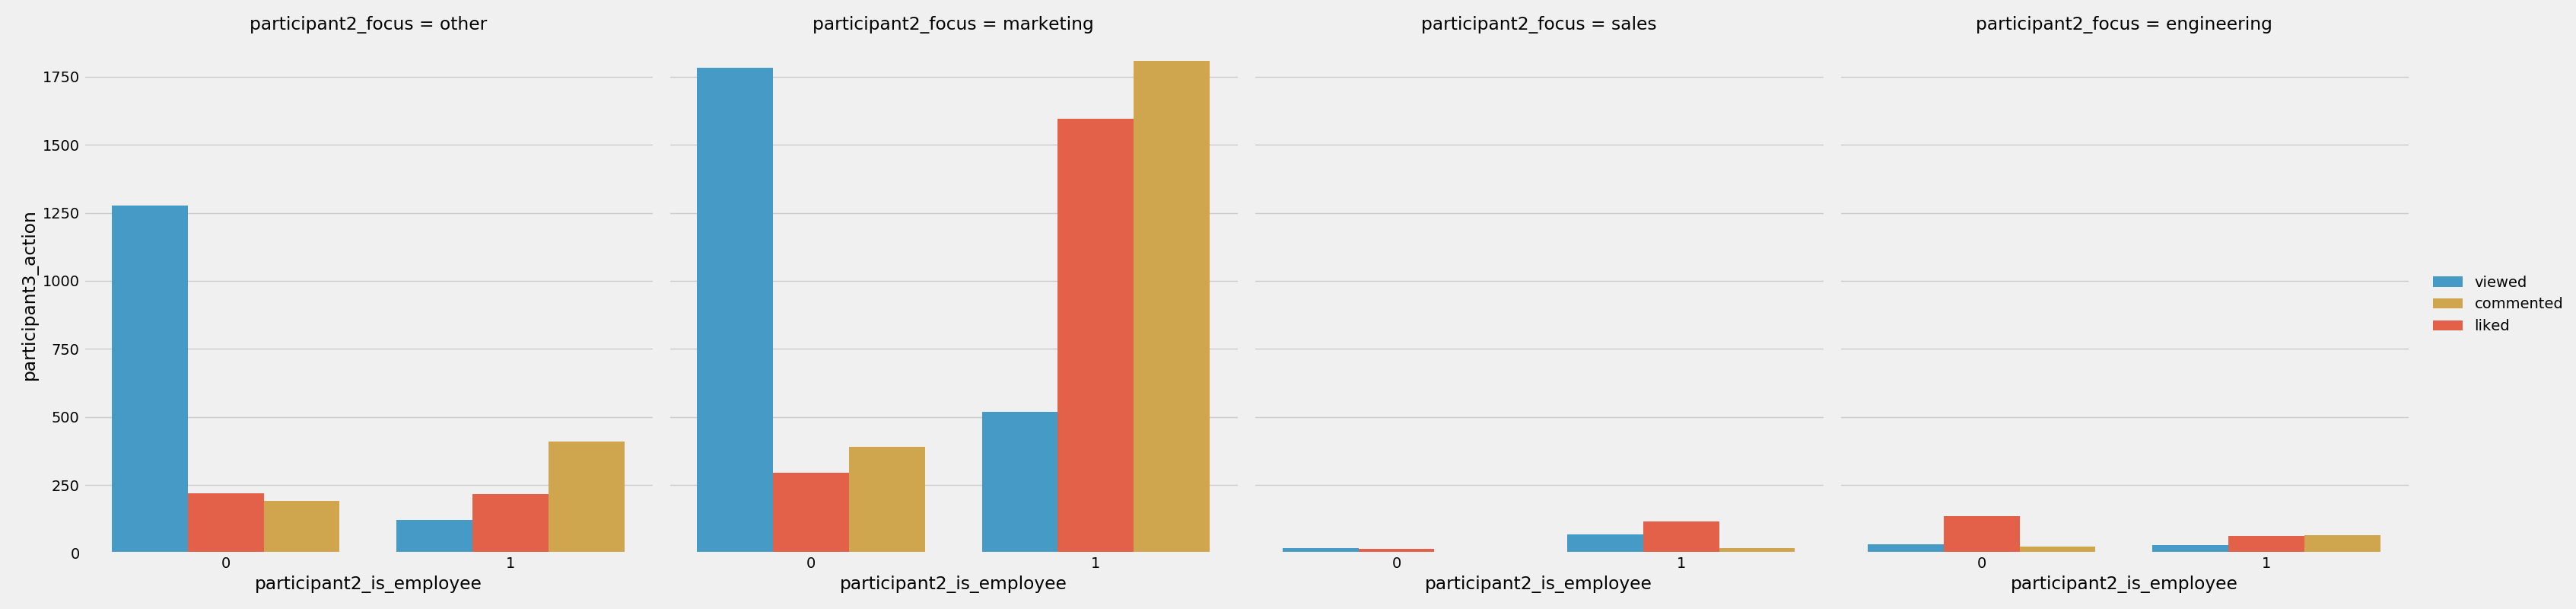 participant2_focus = other
participant2_focus = marketing
participant2_focus = sales
participant2_focus = engineering
participant3_action
1750
1500
1250
1000
750
500
250
0
0 1
0 1
0 1
0 1
participant2_is_employee
participant2_is_employee
participant2_is_employee
participant2_is_employee
viewed
commented
liked